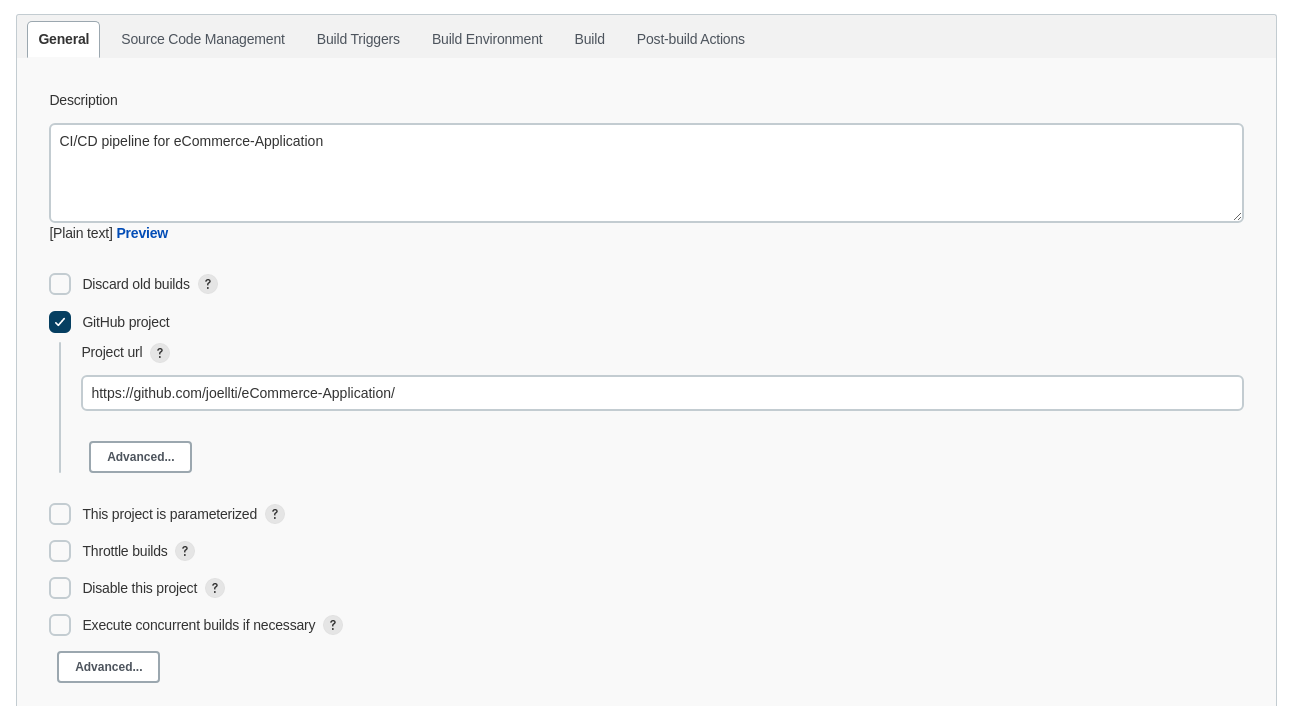 General Source Code Management Build Triggers Build Environment Build Post-build Actions
Description
CI/CD pipeline for eCommerce-Application
[Plain text] Preview
Discard old builds ?
GitHub project
Project url ?
https://github.com/joellti/eCommerce-Application/
Advanced...
This project is parameterized ?
Throttle builds ?
Disable this project ?
Execute concurrent builds if necessary ?
Advanced...